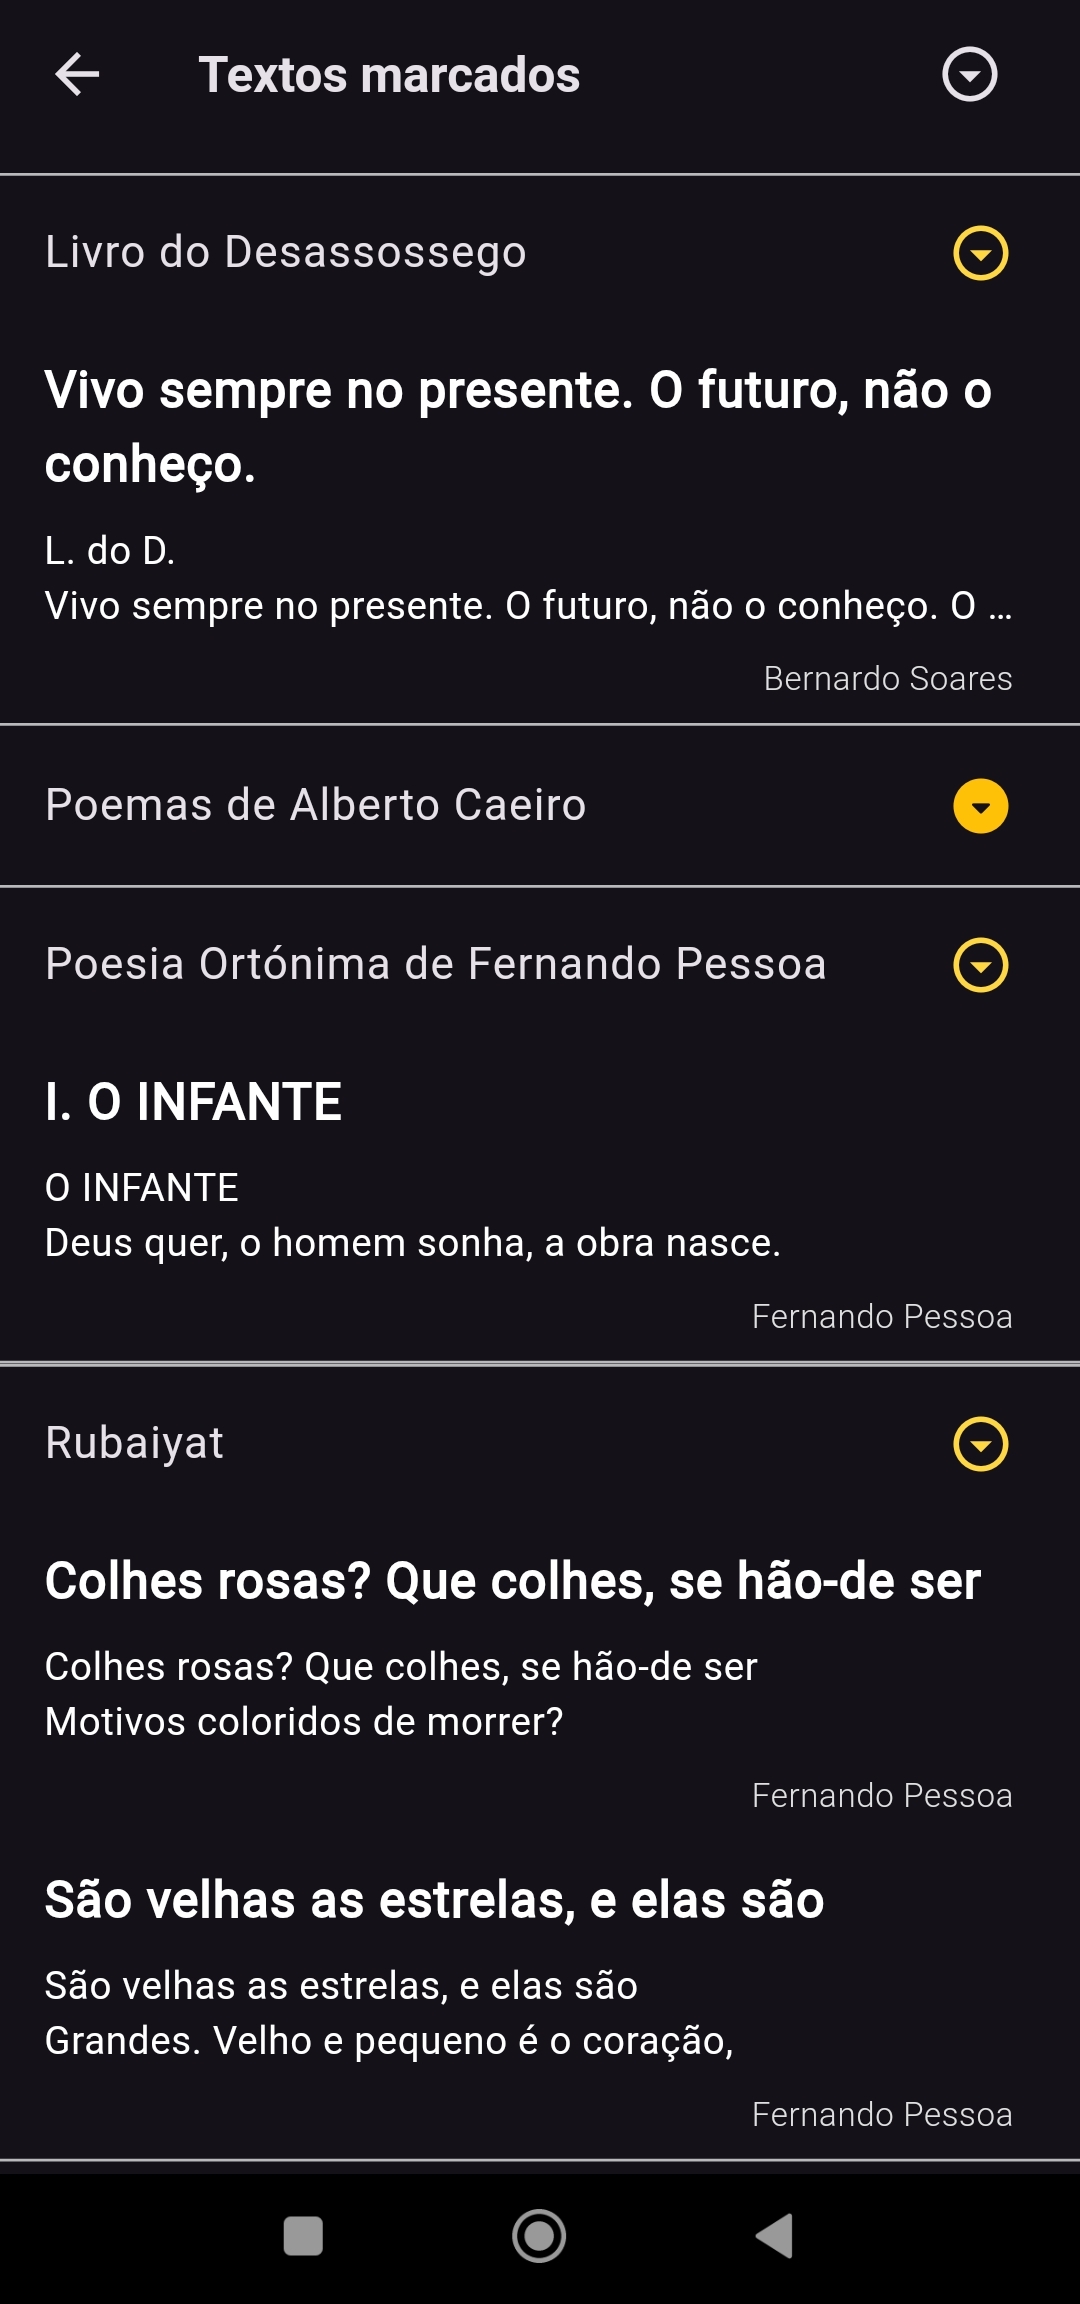 Textos marcados
Livro do Desassossego
Vivo sempre no presente. O futuro, não o
conheço.
L. do D.
Vivo sempre no presente. O futuro, não o conheço. O ...
Bernardo Soares
Poemas de Alberto Caeiro
Poesia Ortónima de Fernando Pessoa
I. O INFANTE
O INFANTE
Deus quer, o homem sonha, a obra nasce.
Fernando Pessoa
Rubaiyat
Colhes rosas? Que colhes, se hão-de ser
Colhes rosas? Que colhes, se hão-de ser
Motivos coloridos de morrer?
Fernando Pessoa
São velhas as estrelas, e elas são
São velhas as estrelas, e elas são
Grandes. Velho e pequeno é o coração,
Fernando Pessoa